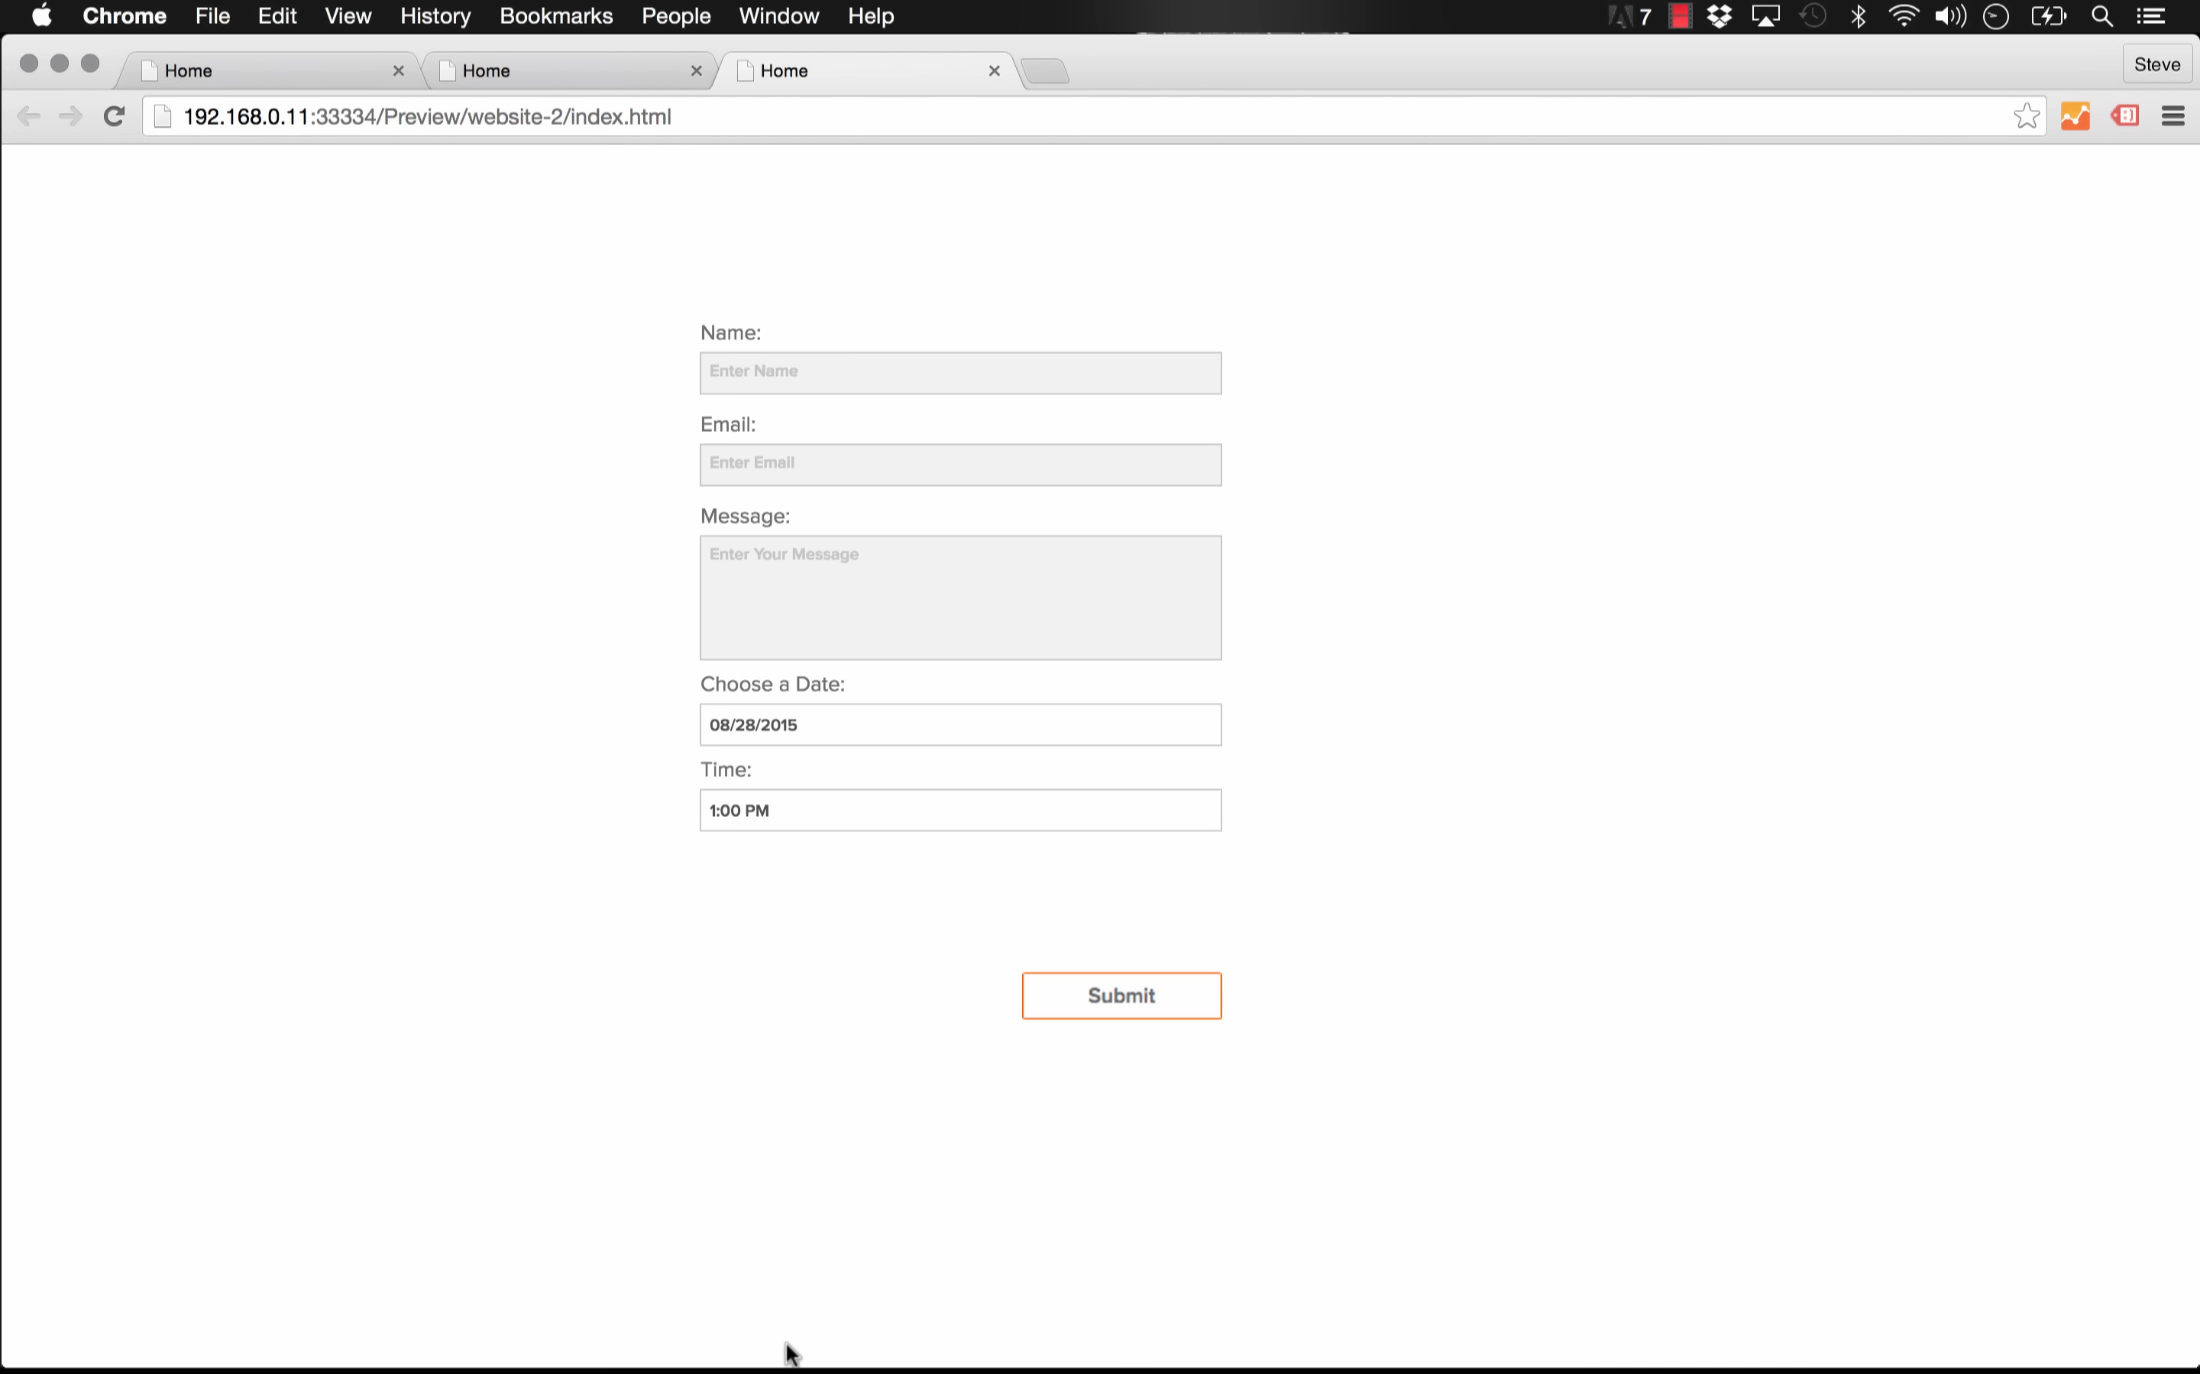 Chrome File Edit View History Bookmarks People Window Help 7
Home Home Home Steve
192.168.0.11:33334/Preview/website-2/index.html
Name:
Enter Name
Email:
Enter Email
Message:
Enter Your Message
Choose a Date:
08/28/2015
Time:
1:00 PM
Submit